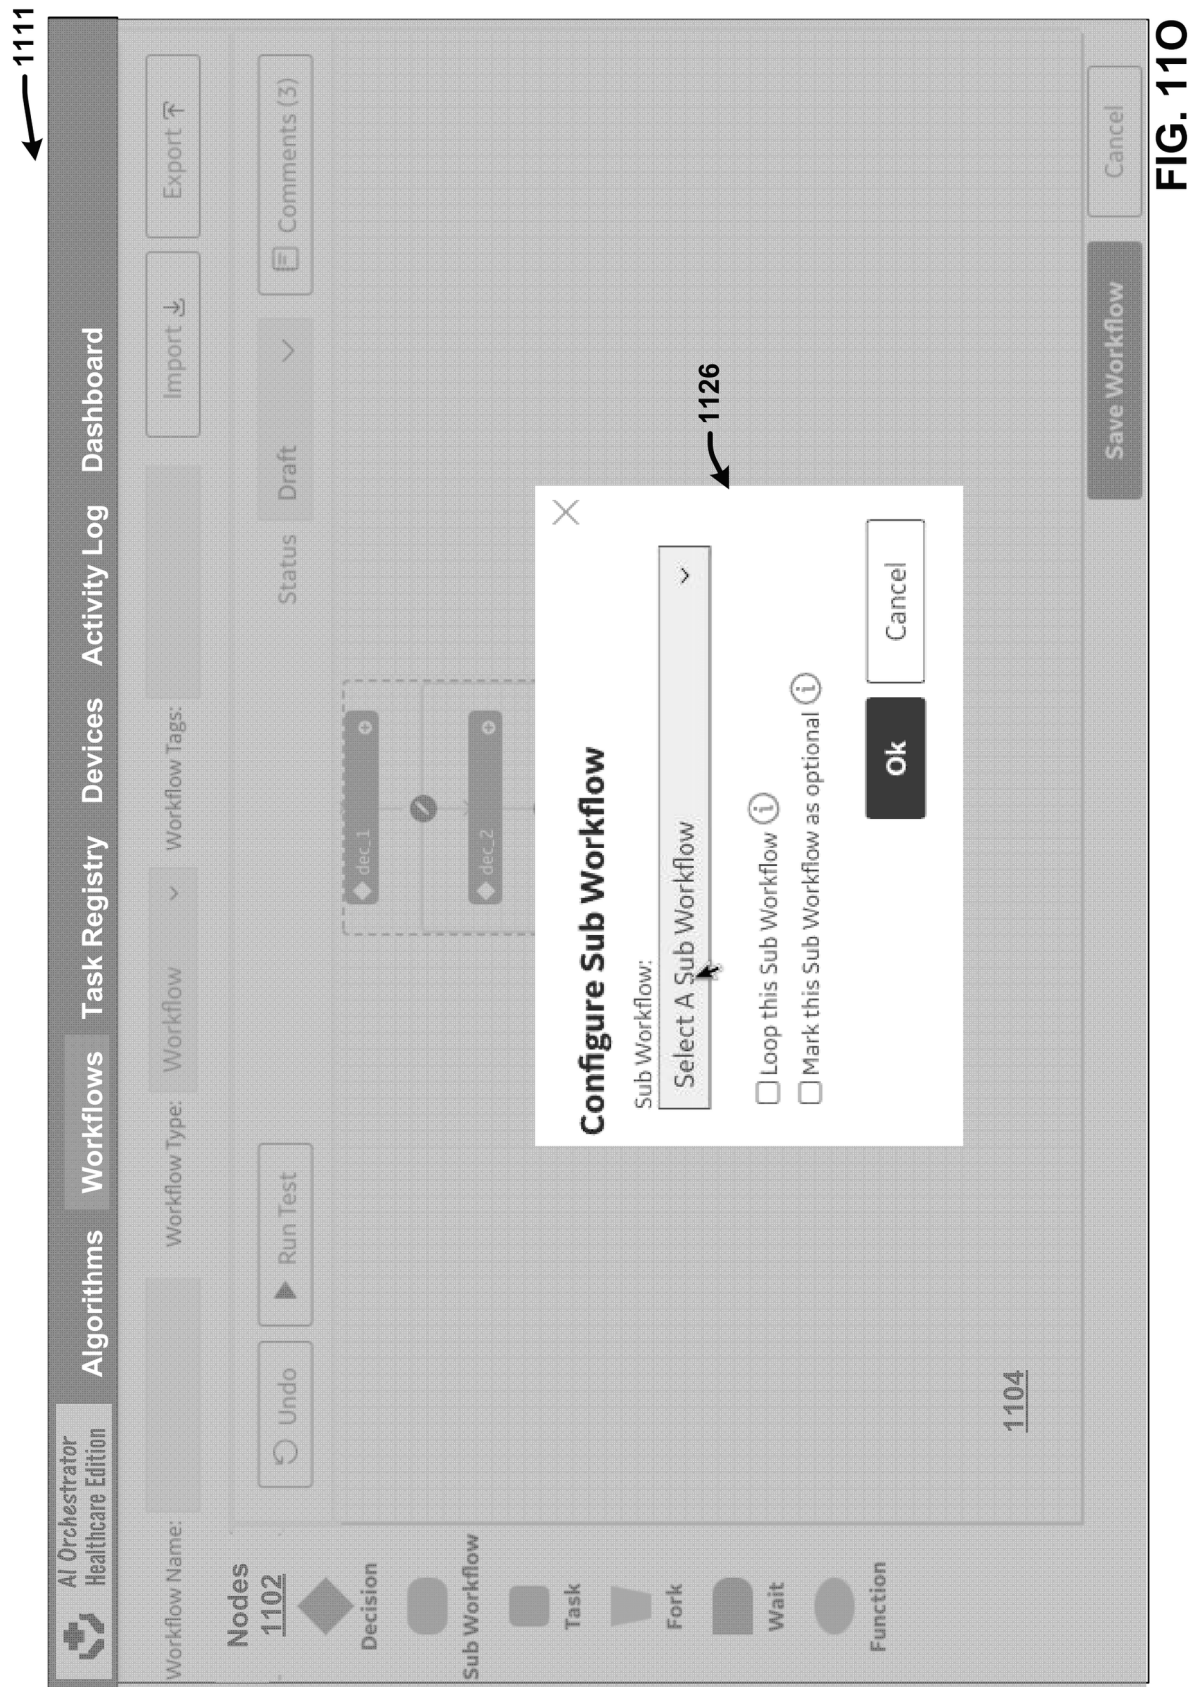 1111
AI Orchestrator
Healthcare Edition
Algorithms Workflows Task Registry Devices Activity Log Dashboard
Workflow Name: Workflow Type: Workflow Workflow Tags: Import Export
Nodes
1102
Undo Run Test Status Draft Comments (3)
Decision
Sub Workflow
Task
Fork
Wait
Function
dec_1
dec_2
1126
Configure Sub Workflow
Sub Workflow:
Select A Sub Workflow
Loop this Sub Workflow i
Mark this Sub Workflow as optional i
Ok Cancel
1104
Save Workflow Cancel
FIG. 11O